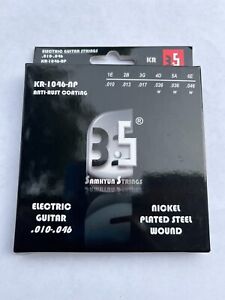 ELECTRIC GUITAR STRINGS
.010-.046
KR-1046-NP
KR
3.5
KR-1046-NP
ANTI-RUST COATING
1E 2B 3G 4D 5A 6E
.010 .013 .017 .026 .036 .046
W W W
3.5®
SAMHYUN STRINGS
ELECTRIC
GUITAR
.010-.046
NICKEL
PLATED STEEL
WOUND